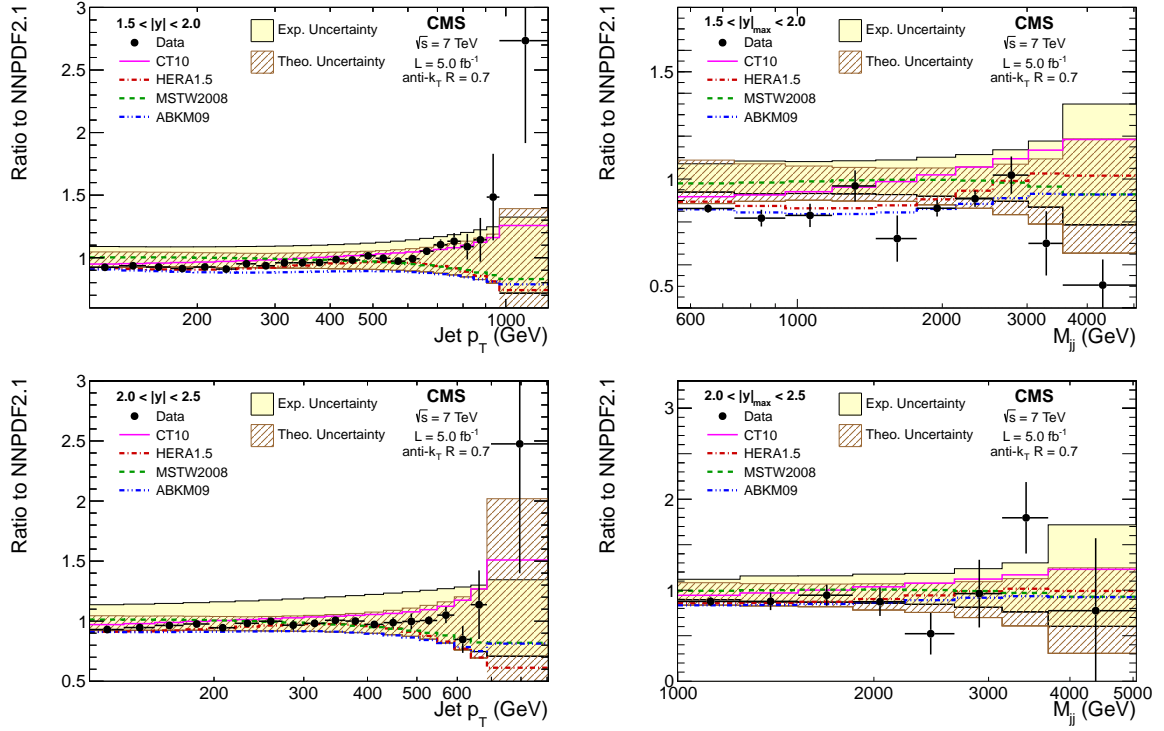 1.5 < |y| < 2.0
Data
CT10
HERA1.5
MSTW2008
ABKM09
Exp. Uncertainty
Theo. Uncertainty
CMS
√s = 7 TeV
L = 5.0 fb⁻¹
anti-k_T R = 0.7
Ratio to NNPDF2.1
3
2.5
2
1.5
1
200
300
400
500
1000
Jet p_T (GeV)
1.5 < |y|_max < 2.0
Data
CT10
HERA1.5
MSTW2008
ABKM09
Exp. Uncertainty
Theo. Uncertainty
CMS
√s = 7 TeV
L = 5.0 fb⁻¹
anti-k_T R = 0.7
Ratio to NNPDF2.1
1.5
1
0.5
600
1000
2000
3000
4000
M_jj (GeV)
2.0 < |y| < 2.5
Data
CT10
HERA1.5
MSTW2008
ABKM09
Exp. Uncertainty
Theo. Uncertainty
CMS
√s = 7 TeV
L = 5.0 fb⁻¹
anti-k_T R = 0.7
Ratio to NNPDF2.1
3
2.5
2
1.5
1
0.5
200
300
400
500
600
Jet p_T (GeV)
2.0 < |y|_max < 2.5
Data
CT10
HERA1.5
MSTW2008
ABKM09
Exp. Uncertainty
Theo. Uncertainty
CMS
√s = 7 TeV
L = 5.0 fb⁻¹
anti-k_T R = 0.7
Ratio to NNPDF2.1
3
2
1
0
1000
2000
3000
4000
5000
M_jj (GeV)